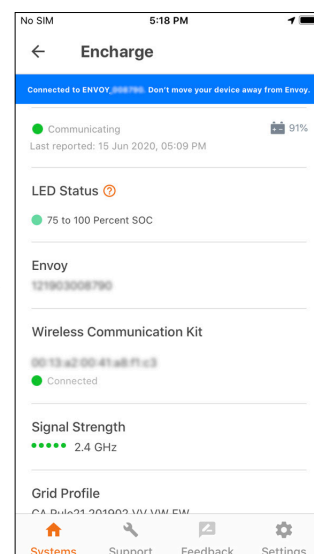 No SIM 5:18 PM
Encharge
Connected to ENVOY_ Don't move your device away from Envoy.
Communicating 91%
Last reported: 15 Jun 2020, 05:09 PM
LED Status ?
75 to 100 Percent SOC
Envoy
Wireless Communication Kit
Connected
Signal Strength
2.4 GHz
Grid Profile
Systems Support Feedback Settings